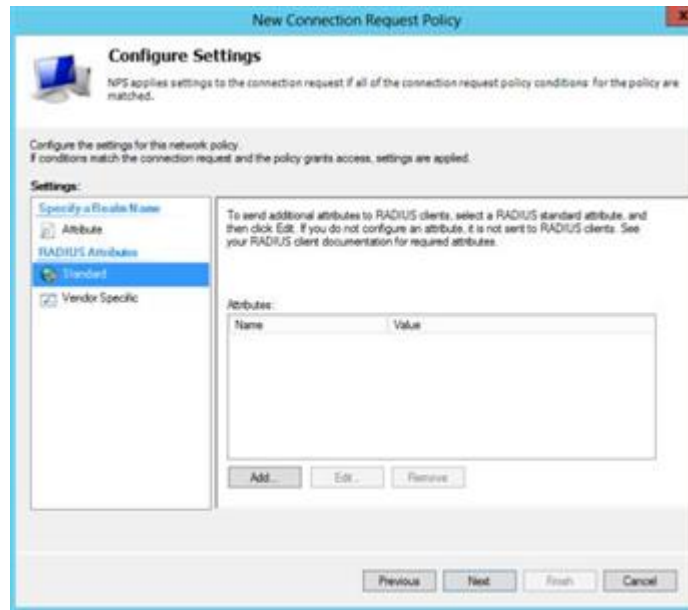 New Connection Request Policy
X
Configure Settings
NPS applies settings to the connection request if all of the connection request policy conditions for the policy are
matched.
Configure the settings for this network policy.
If conditions match the connection request and the policy grants access, settings are applied.
Settings:
Specify a Realm Name
Attribute
RADIUS Attributes
Standard
Vendor Specific
To send additional attributes to RADIUS clients, select a RADIUS standard attribute, and
then click Edit. If you do not configure an attribute, it is not sent to RADIUS clients. See
your RADIUS client documentation for required attributes.
Attributes:
Name Value
Add... Edit... Remove
Previous Next Finish Cancel